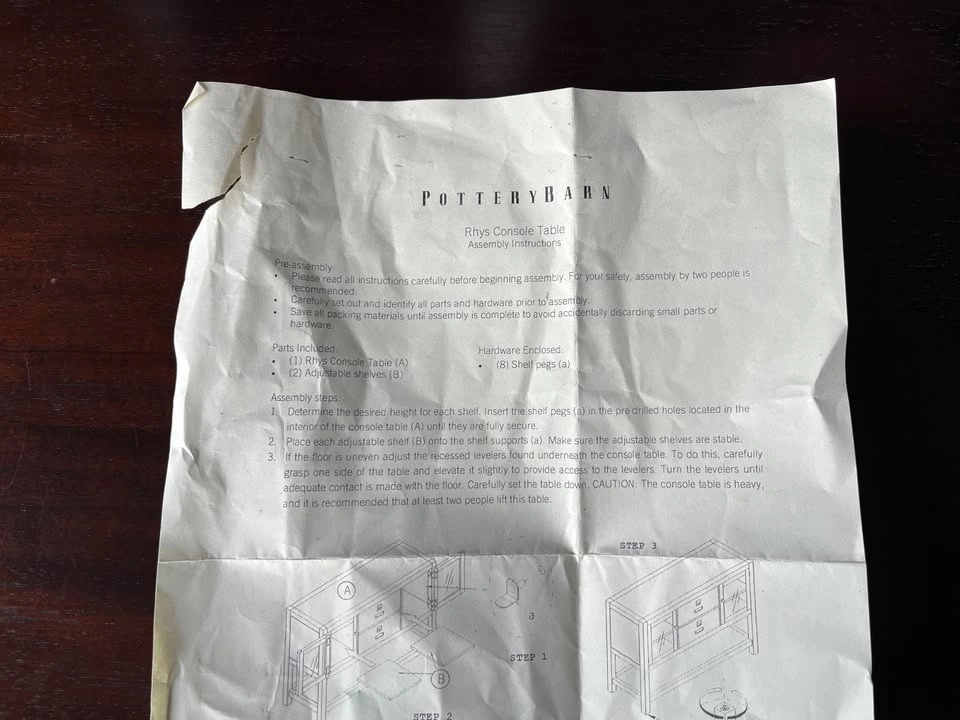 POTTERYBARN
Rhys Console Table
Assembly Instructions
Pre-assembly:
• Please read all instructions carefully before beginning assembly. For your safety, assembly by two people is
recommended.
• Carefully set out and identify all parts and hardware prior to assembly.
• Save all packing materials until assembly is complete to avoid accidentally discarding small parts or
hardware.
Parts Included:
• (1) Rhys Console Table (A)
• (2) Adjustable shelves (B)
Hardware Enclosed:
• (8) Shelf pegs (a)
Assembly steps:
1. Determine the desired height for each shelf. Insert the shelf pegs (a) in the pre-drilled holes located in the
interior of the console table (A) until they are fully secure.
2. Place each adjustable shelf (B) onto the shelf supports (a). Make sure the adjustable shelves are stable.
3. If the floor is uneven adjust the recessed levelers found underneath the console table. To do this, carefully
grasp one side of the table and elevate it slightly to provide access to the levelers. Turn the levelers until
adequate contact is made with the floor. Carefully set the table down. CAUTION: The console table is heavy,
and it is recommended that at least two people lift this table.
STEP 3
A
a
STEP 1
B
STEP 2